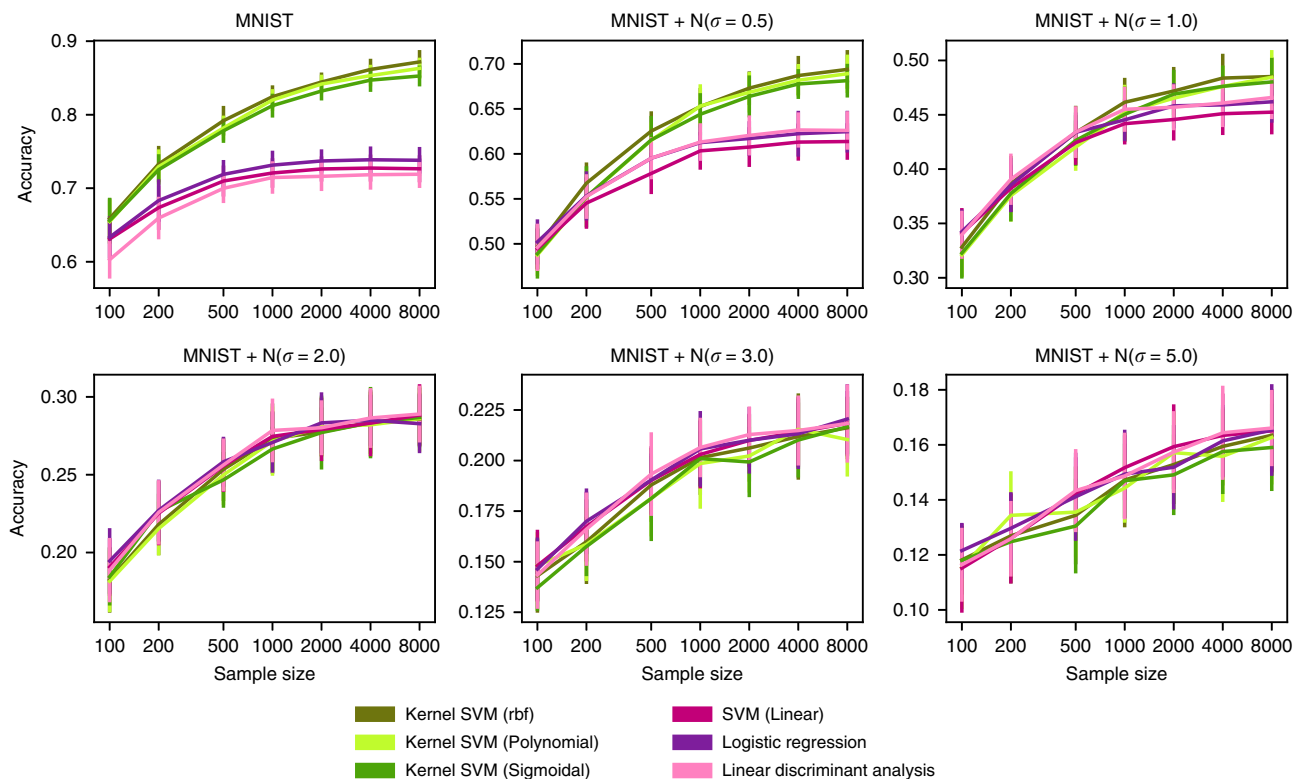 MNIST
MNIST + N(σ = 0.5)
MNIST + N(σ = 1.0)
Accuracy
0.9
0.8
0.7
0.6
0.70
0.65
0.60
0.55
0.50
0.50
0.45
0.40
0.35
0.30
100 200 500 1000 2000 4000 8000
100 200 500 1000 2000 4000 8000
100 200 500 1000 2000 4000 8000
MNIST + N(σ = 2.0)
MNIST + N(σ = 3.0)
MNIST + N(σ = 5.0)
Accuracy
0.30
0.25
0.20
0.225
0.200
0.175
0.150
0.125
0.18
0.16
0.14
0.12
0.10
100 200 500 1000 2000 4000 8000
100 200 500 1000 2000 4000 8000
100 200 500 1000 2000 4000 8000
Sample size
Sample size
Sample size
Kernel SVM (rbf)
Kernel SVM (Polynomial)
Kernel SVM (Sigmoidal)
SVM (Linear)
Logistic regression
Linear discriminant analysis